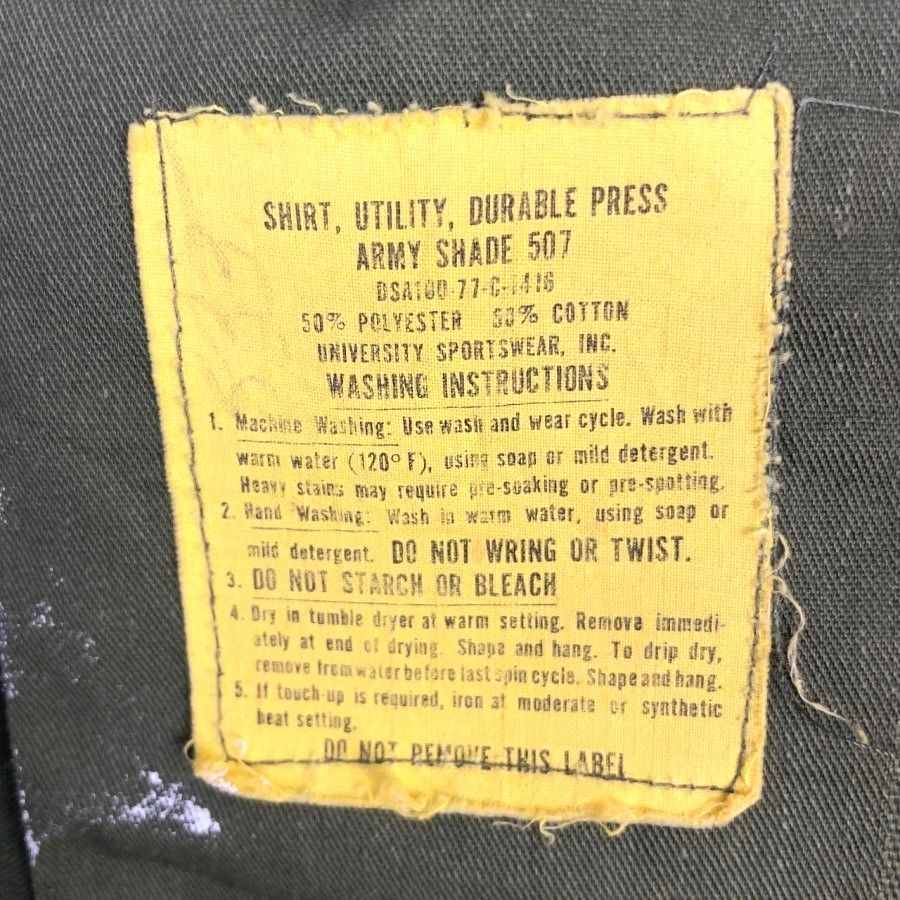 SHIRT, UTILITY, DURABLE PRESS
ARMY SHADE 507
DSA100-77-C-1416
50% POLYESTER 50% COTTON
UNIVERSITY SPORTSWEAR, INC.
WASHING INSTRUCTIONS
1. Machine Washing: Use wash and wear cycle. Wash with
warm water (120° F), using soap or mild detergent.
Heavy stains may require pre-soaking or pre-spotting.
2. Hand Washing: Wash in warm water, using soap or
mild detergent. DO NOT WRING OR TWIST.
3. DO NOT STARCH OR BLEACH
4. Dry in tumble dryer at warm setting. Remove immedi-
ately at end of drying. Shape and hang. To drip dry,
remove from water before last spin cycle. Shape and hang.
5. If touch-up is required, iron at moderate or synthetic
heat setting.
DO NOT REMOVE THIS LABEL